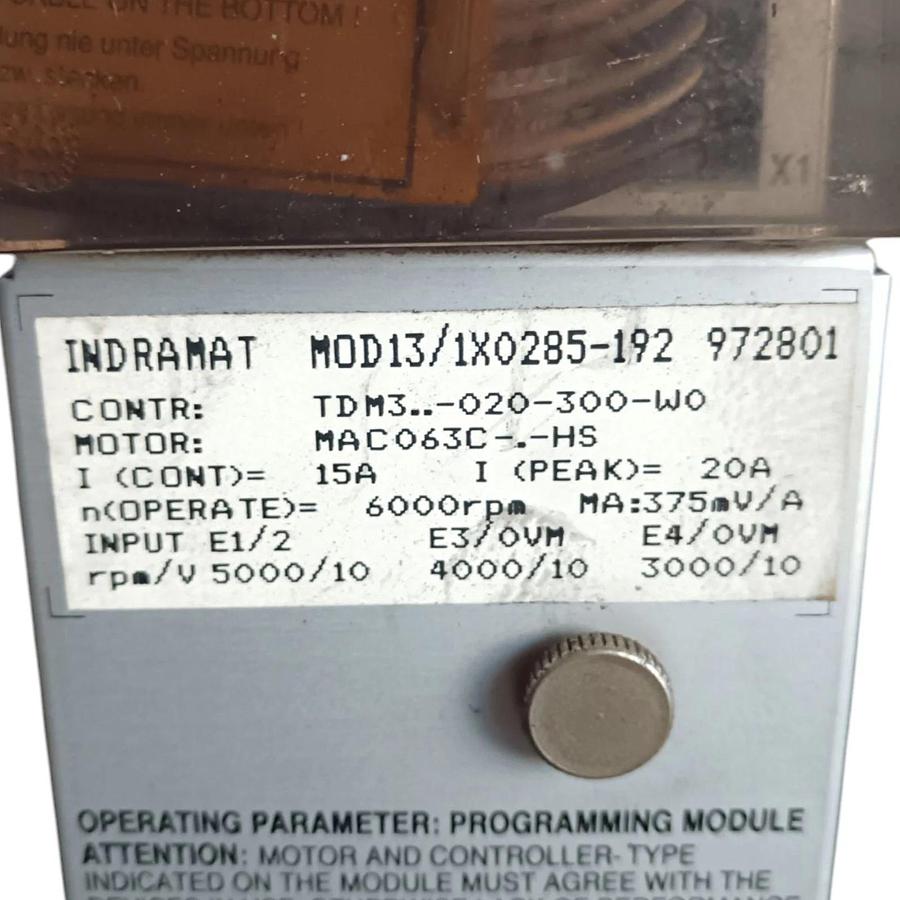 ON THE BOTTOM !
nie unter Spannung
stecken
X1
INDRAMAT MOD13/1X0285-192 972801
CONTR: TDM3..-020-300-W0
MOTOR: MAC063C-.-HS
I (CONT)= 15A I (PEAK)= 20A
n(OPERATE)= 6000rpm MA:375mV/A
INPUT E1/2 E3/0VM E4/0VM
rpm/V 5000/10 4000/10 3000/10
OPERATING PARAMETER: PROGRAMMING MODULE
ATTENTION: MOTOR AND CONTROLLER-TYPE
INDICATED ON THE MODULE MUST AGREE WITH THE